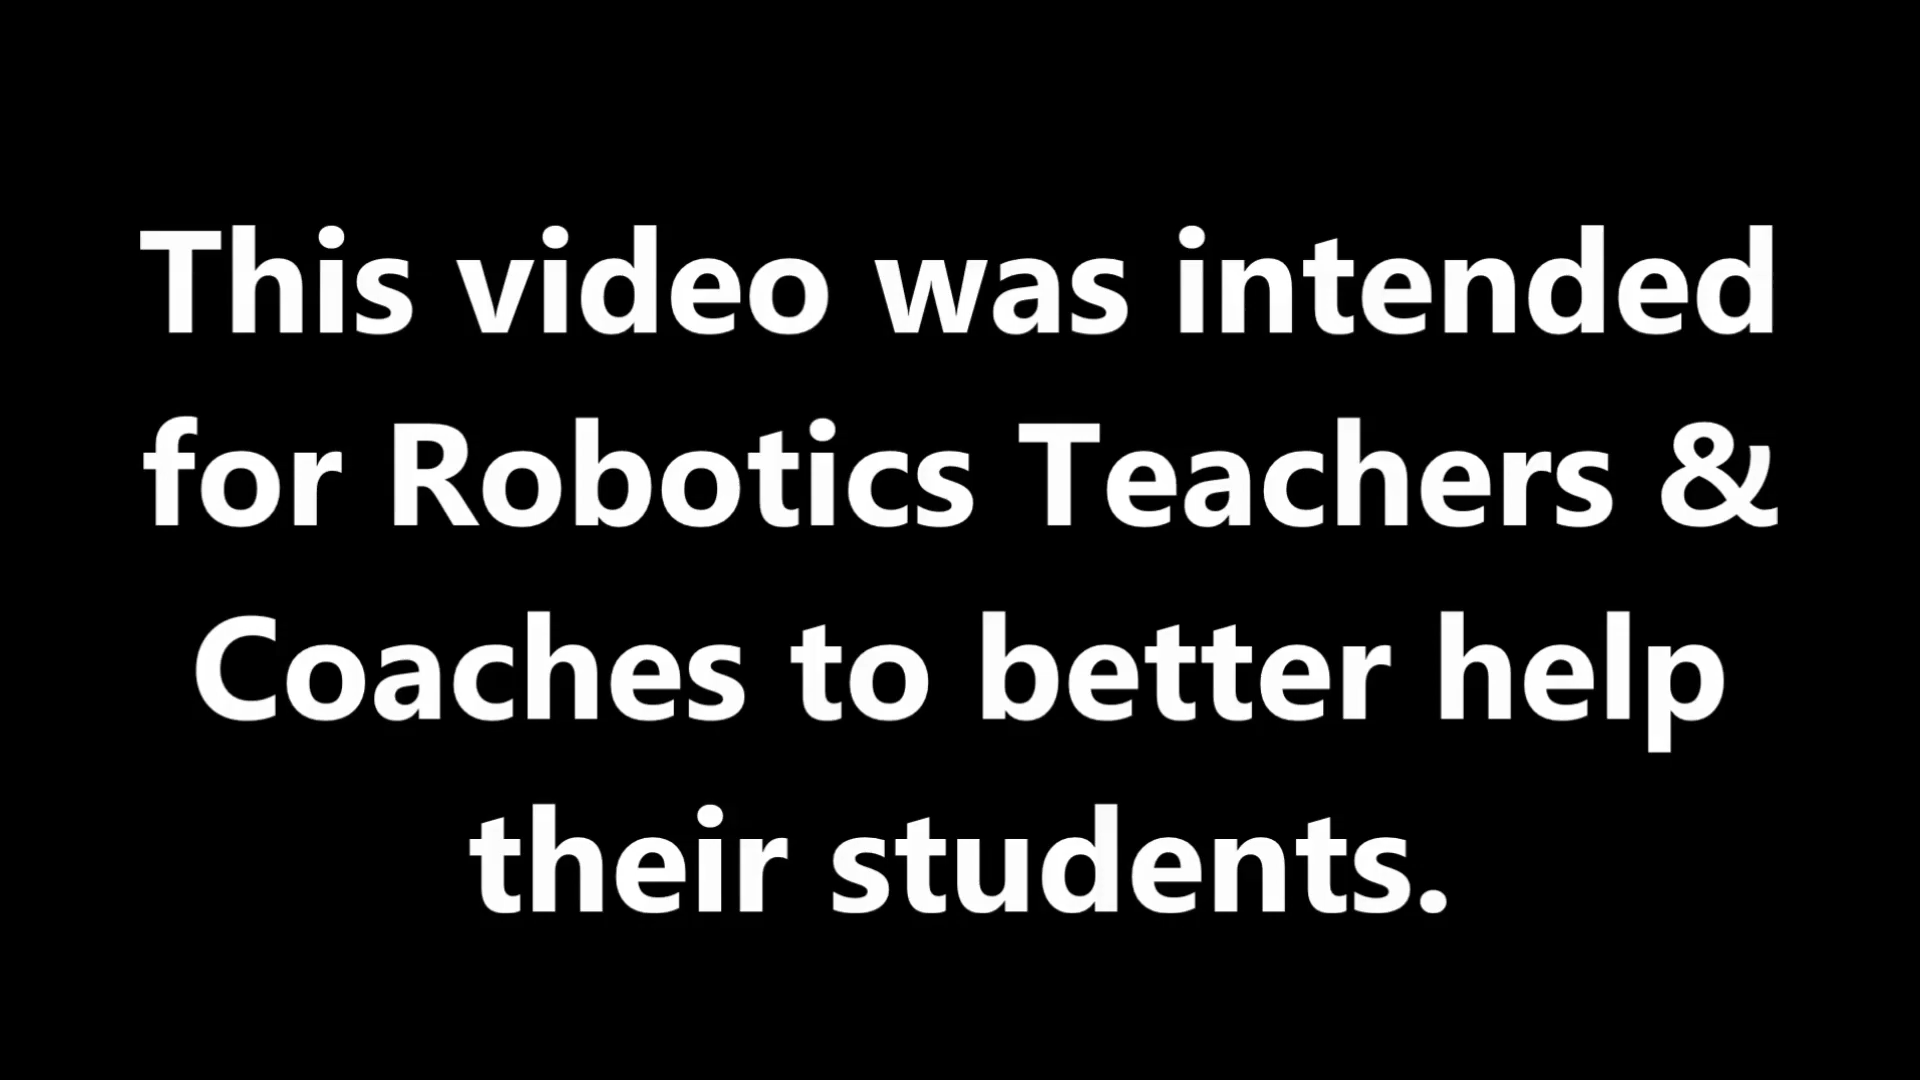 This video was intended
for Robotics Teachers &
Coaches to better help
their students.